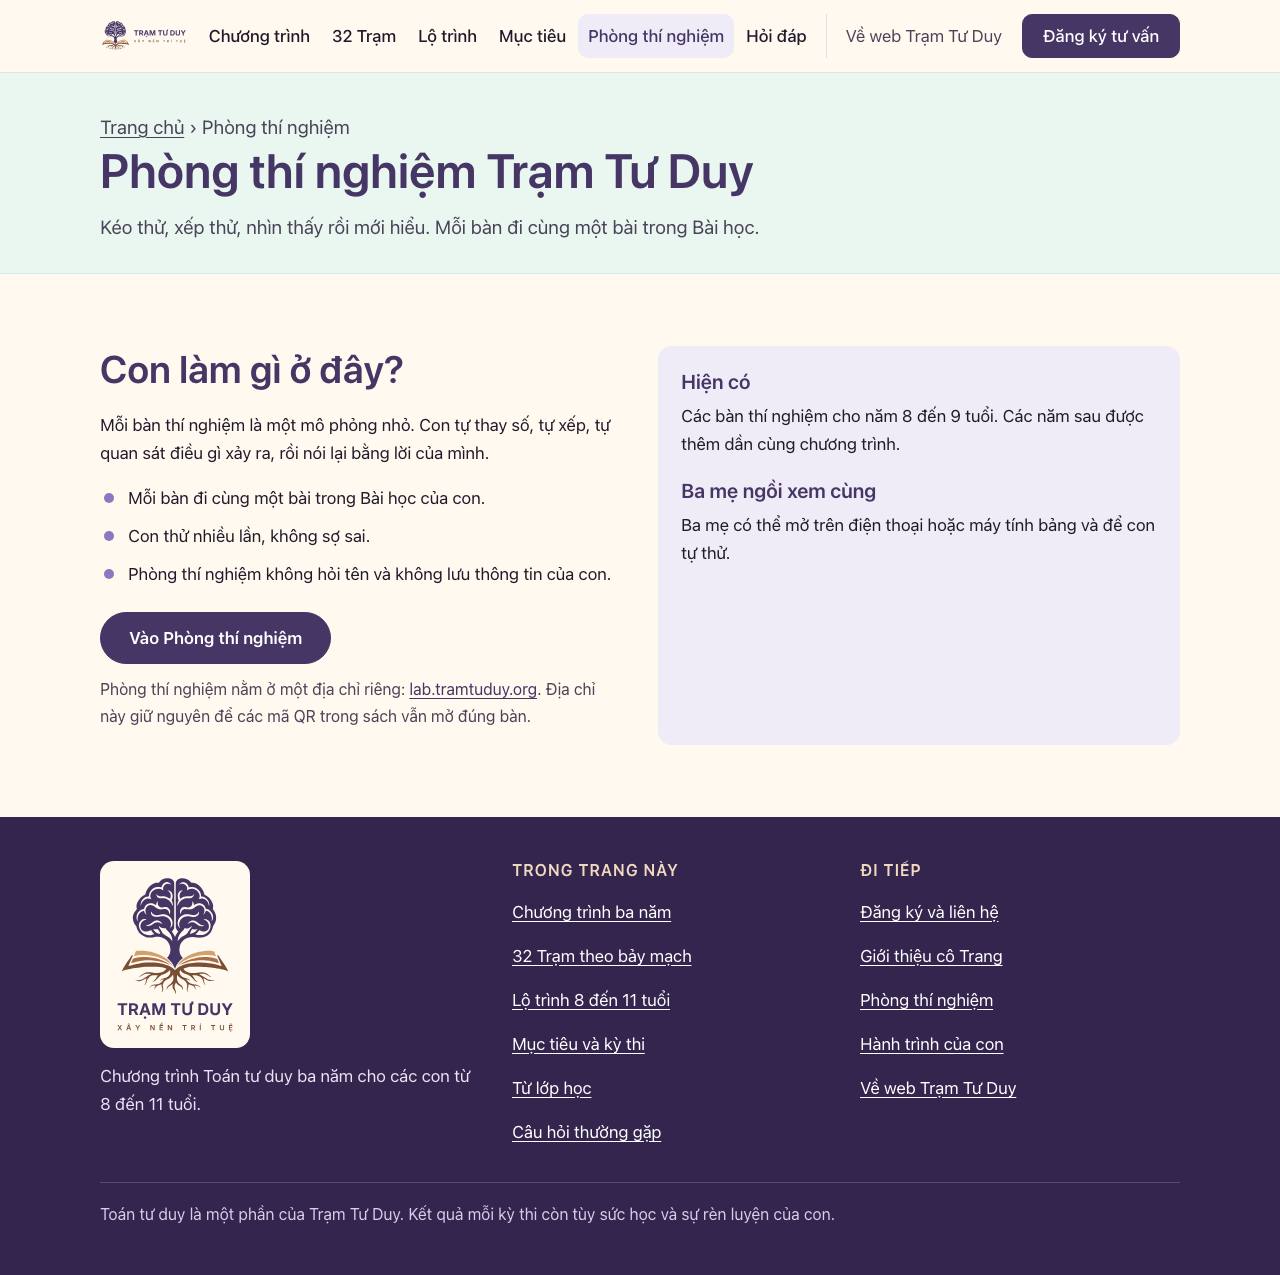 TRẠM TƯ DUY
XÂY NỀN TRÍ TUỆ
Chương trình
32 Trạm
Lộ trình
Mục tiêu
Phòng thí nghiệm
Hỏi đáp
Về web Trạm Tư Duy
Đăng ký tư vấn
Trang chủ › Phòng thí nghiệm
Phòng thí nghiệm Trạm Tư Duy
Kéo thử, xếp thử, nhìn thấy rồi mới hiểu. Mỗi bàn đi cùng một bài trong Bài học.
Con làm gì ở đây?
Mỗi bàn thí nghiệm là một mô phỏng nhỏ. Con tự thay số, tự xếp, tự
quan sát điều gì xảy ra, rồi nói lại bằng lời của mình.
Mỗi bàn đi cùng một bài trong Bài học của con.
Con thử nhiều lần, không sợ sai.
Phòng thí nghiệm không hỏi tên và không lưu thông tin của con.
Vào Phòng thí nghiệm
Phòng thí nghiệm nằm ở một địa chỉ riêng: lab.tramtuduy.org. Địa chỉ
này giữ nguyên để các mã QR trong sách vẫn mở đúng bàn.
Hiện có
Các bàn thí nghiệm cho năm 8 đến 9 tuổi. Các năm sau được
thêm dần cùng chương trình.
Ba mẹ ngồi xem cùng
Ba mẹ có thể mở trên điện thoại hoặc máy tính bảng và để con
tự thử.
TRẠM TƯ DUY
XÂY NỀN TRÍ TUỆ
Chương trình Toán tư duy ba năm cho các con từ
8 đến 11 tuổi.
TRONG TRANG NÀY
Chương trình ba năm
32 Trạm theo bảy mạch
Lộ trình 8 đến 11 tuổi
Mục tiêu và kỳ thi
Từ lớp học
Câu hỏi thường gặp
ĐI TIẾP
Đăng ký và liên hệ
Giới thiệu cô Trang
Phòng thí nghiệm
Hành trình của con
Về web Trạm Tư Duy
Toán tư duy là một phần của Trạm Tư Duy. Kết quả mỗi kỳ thi còn tùy sức học và sự rèn luyện của con.